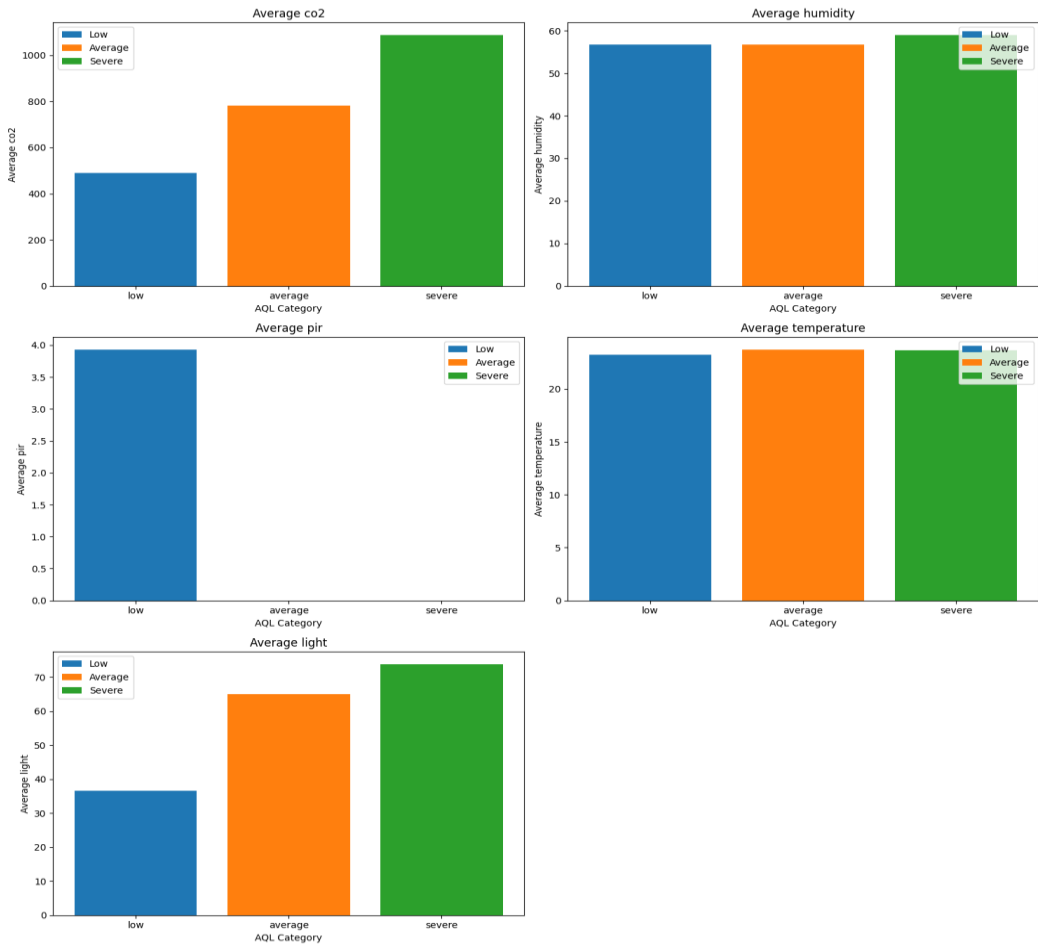 Average co2
Average co2
1000
800
600
400
200
0
Low
Average
Severe
low
average
severe
AQL Category
Average humidity
Average humidity
60
50
40
30
20
10
0
Low
Average
Severe
low
average
severe
AQL Category
Average pir
Average pir
4.0
3.5
3.0
2.5
2.0
1.5
1.0
0.5
0.0
Low
Average
Severe
low
average
severe
AQL Category
Average temperature
Average temperature
20
15
10
5
0
Low
Average
Severe
low
average
severe
AQL Category
Average light
Average light
70
60
50
40
30
20
10
0
Low
Average
Severe
low
average
severe
AQL Category